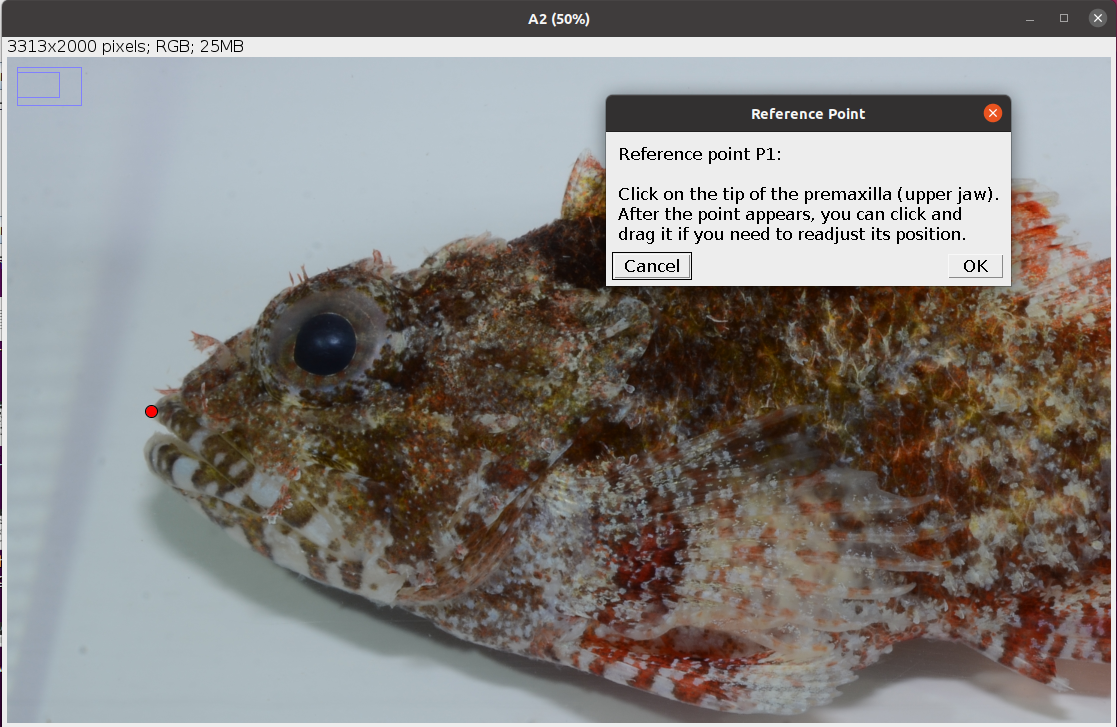 A2 (50%)
3313x2000 pixels; RGB; 25MB
Reference Point
Reference point P1:
Click on the tip of the premaxilla (upper jaw).
After the point appears, you can click and
drag it if you need to readjust its position.
Cancel
OK